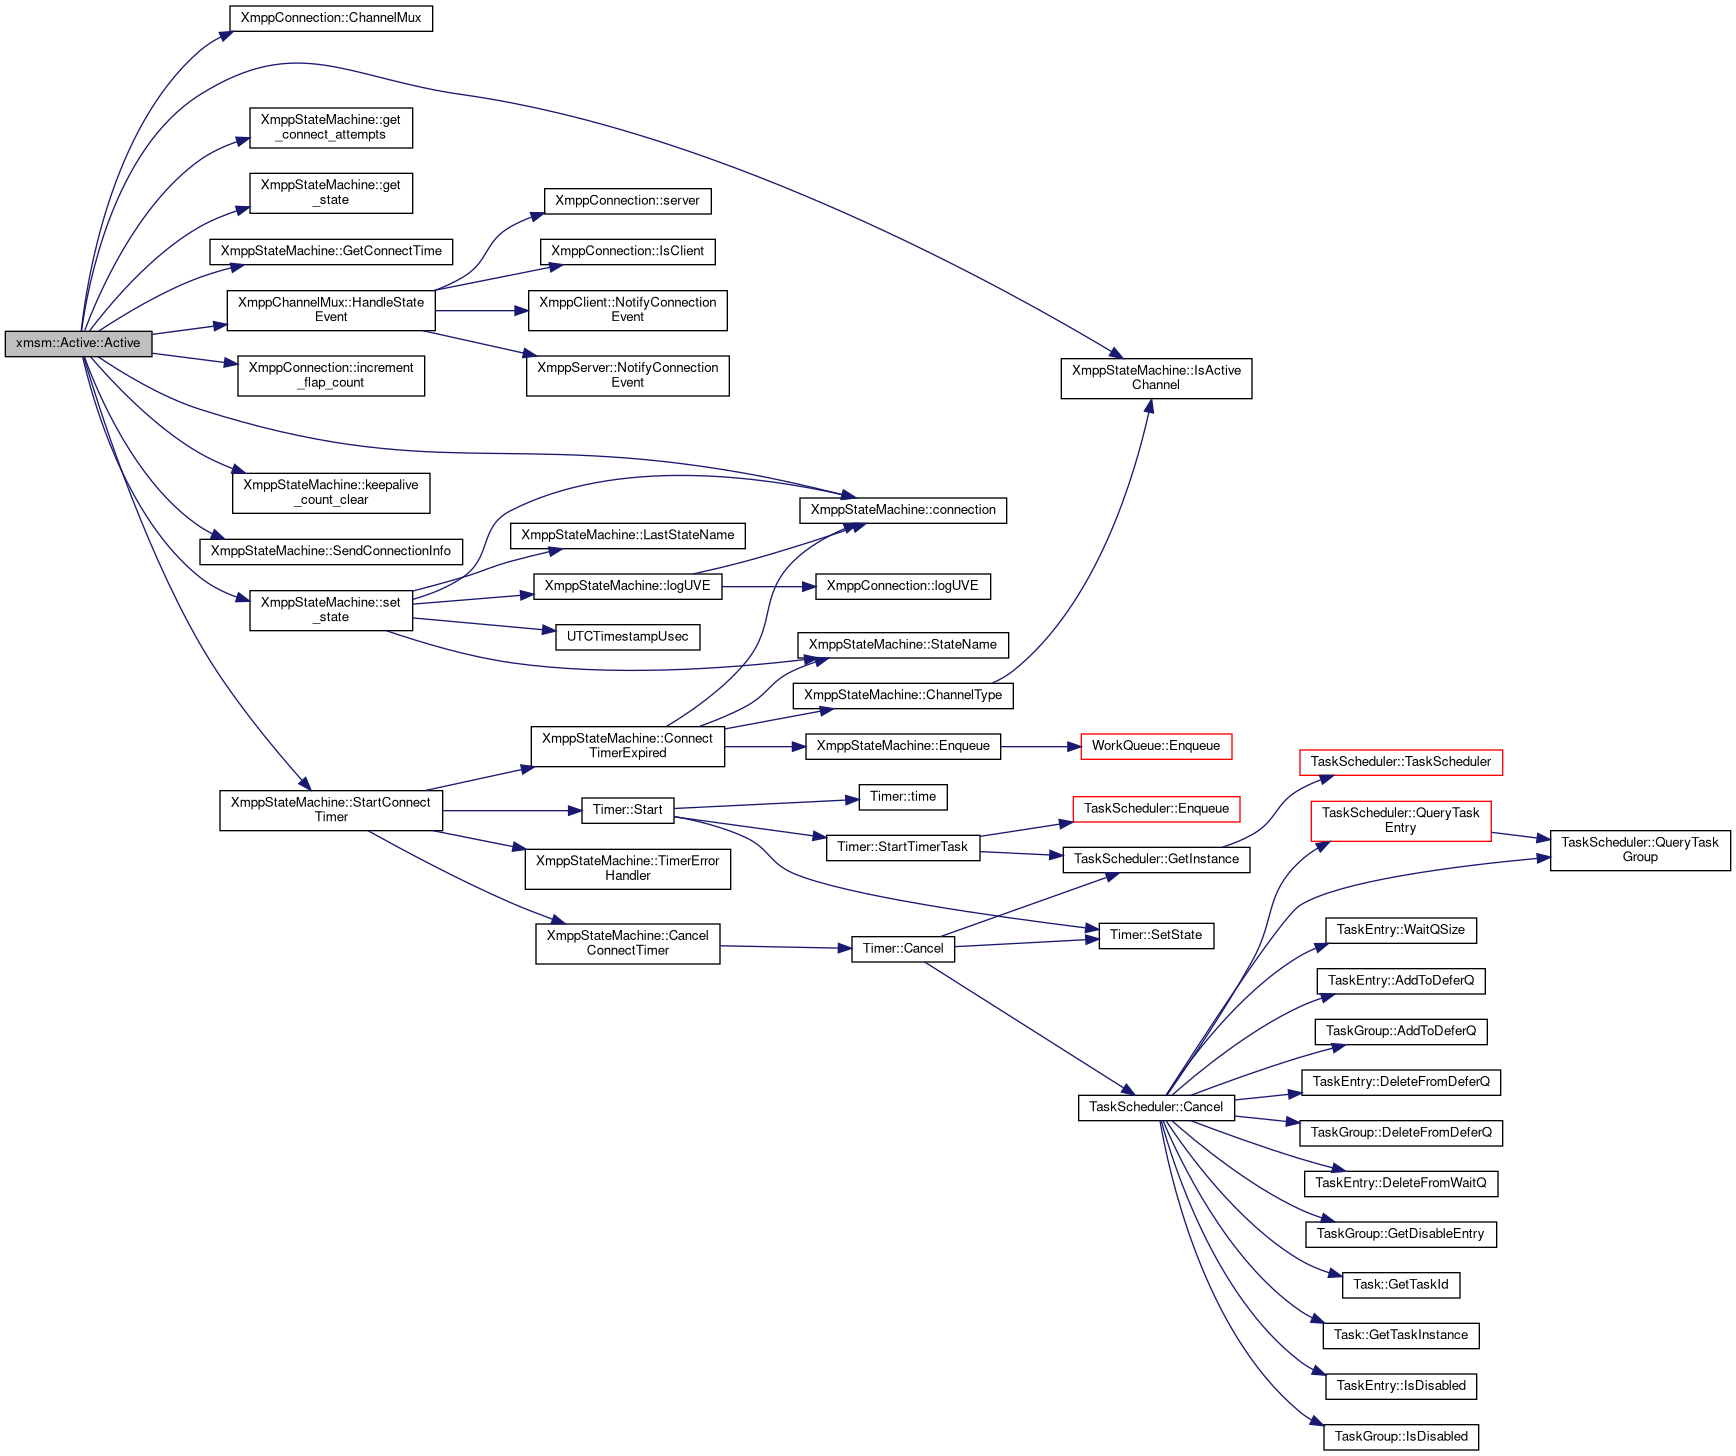 XmppConnection::ChannelMux
XmppStateMachine::get
_connect_attempts
XmppStateMachine::get
_state
XmppStateMachine::GetConnectTime
XmppChannelMux::HandleState
Event
xmsm::Active::Active
XmppConnection::increment
_flap_count
XmppStateMachine::keepalive
_count_clear
XmppStateMachine::SendConnectionInfo
XmppStateMachine::set
_state
XmppStateMachine::StartConnect
Timer
XmppConnection::server
XmppConnection::IsClient
XmppClient::NotifyConnection
Event
XmppServer::NotifyConnection
Event
XmppStateMachine::LastStateName
XmppStateMachine::logUVE
UTCTimestampUsec
XmppStateMachine::Connect
TimerExpired
Timer::Start
XmppStateMachine::TimerError
Handler
XmppStateMachine::Cancel
ConnectTimer
XmppStateMachine::connection
XmppConnection::logUVE
XmppStateMachine::StateName
XmppStateMachine::ChannelType
XmppStateMachine::Enqueue
Timer::time
Timer::StartTimerTask
Timer::Cancel
XmppStateMachine::IsActive
Channel
WorkQueue::Enqueue
TaskScheduler::Enqueue
TaskScheduler::GetInstance
Timer::SetState
TaskScheduler::Cancel
TaskScheduler::TaskScheduler
TaskScheduler::QueryTask
Entry
TaskScheduler::QueryTask
Group
TaskEntry::WaitQSize
TaskEntry::AddToDeferQ
TaskGroup::AddToDeferQ
TaskEntry::DeleteFromDeferQ
TaskGroup::DeleteFromDeferQ
TaskEntry::DeleteFromWaitQ
TaskGroup::GetDisableEntry
Task::GetTaskId
Task::GetTaskInstance
TaskEntry::IsDisabled
TaskGroup::IsDisabled